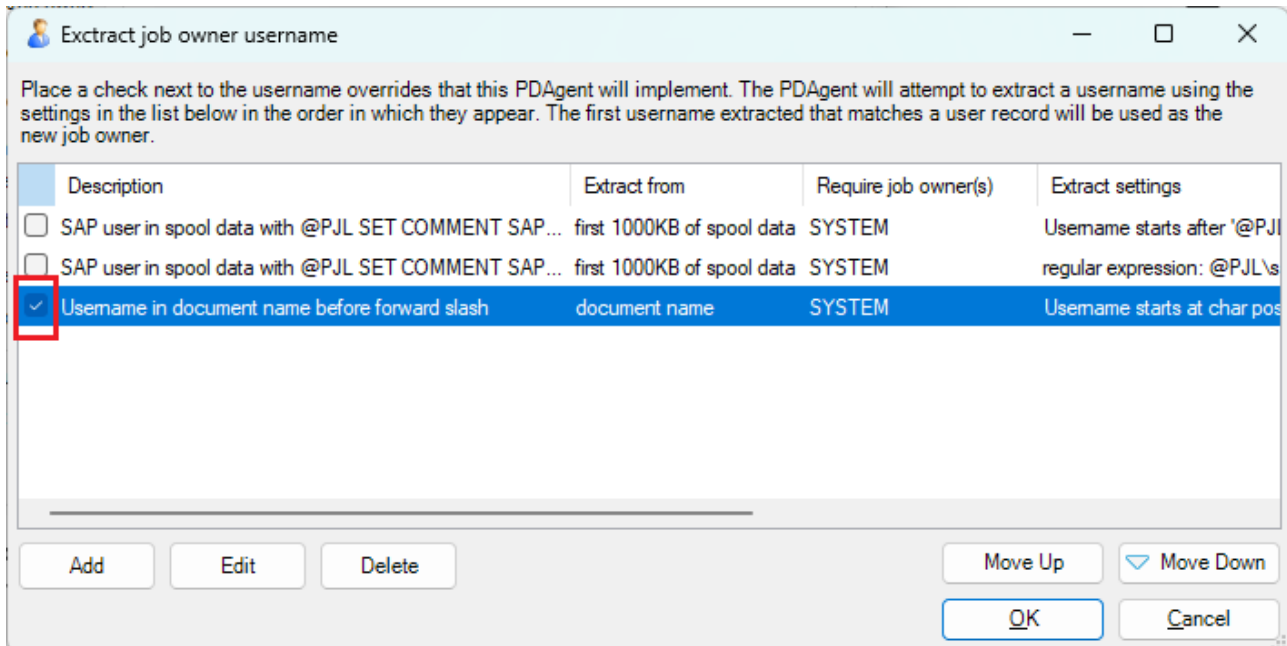 Exctract job owner username
Place a check next to the username overrides that this PDAgent will implement. The PDAgent will attempt to extract a username using the
settings in the list below in the order in which they appear. The first username extracted that matches a user record will be used as the
new job owner.
Description Extract from Require job owner(s) Extract settings
SAP user in spool data with @PJL SET COMMENT SAP... first 1000KB of spool data SYSTEM Username starts after '@PJL
SAP user in spool data with @PJL SET COMMENT SAP... first 1000KB of spool data SYSTEM regular expression: @PJL\s
Username in document name before forward slash document name SYSTEM Username starts at char pos
Add Edit Delete Move Up Move Down
OK Cancel